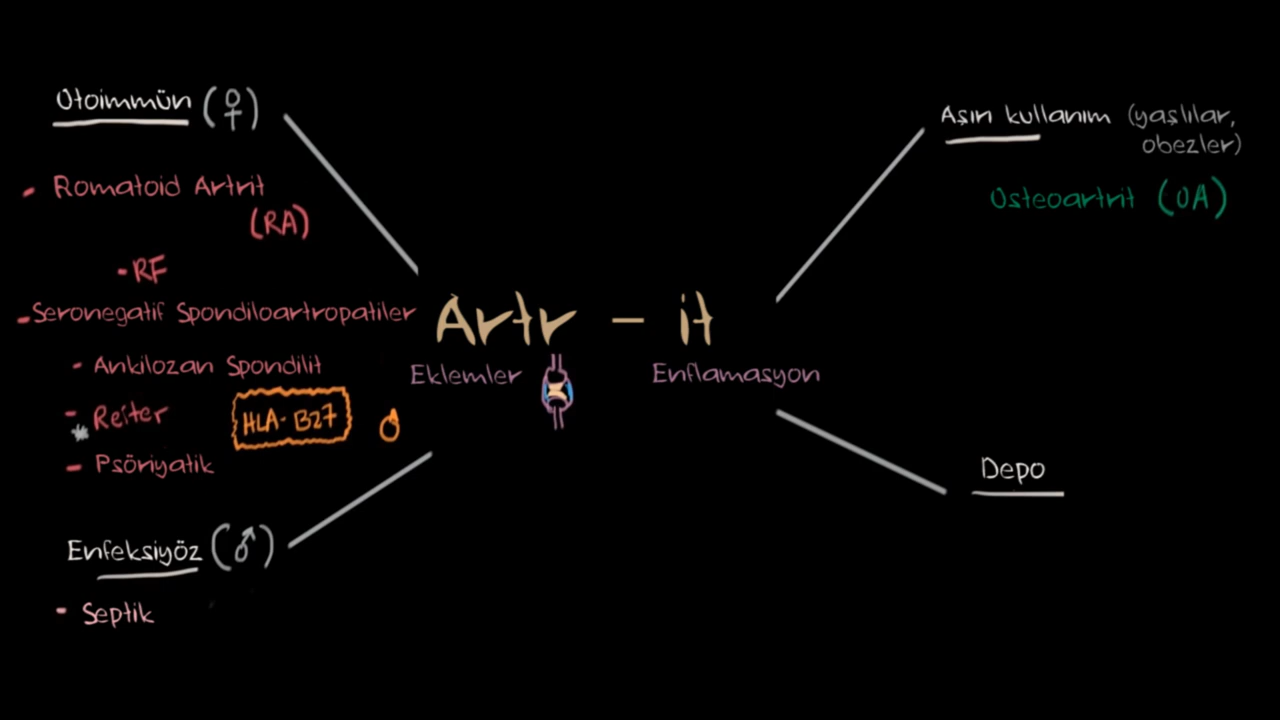 Otoimmün (♀)
- Romatoid Artrit
(RA)
- RF
- Seronegatif Spondiloartropatiler
- Ankilozan Spondilit
- Reiter
*
HLA-B27
- Psöriyatik
Enfeksiyöz (♂)
- Septik
Artr - it
Eklemler
Enflamasyon
Aşırı kullanım (yaşlılar,
obezler)
Osteoartrit (OA)
Depo